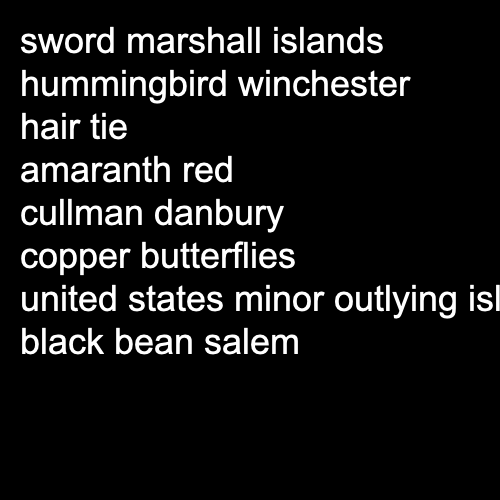 sword marshall islands
hummingbird winchester
hair tie
amaranth red
cullman danbury
copper butterflies
united states minor outlying isl
black bean salem